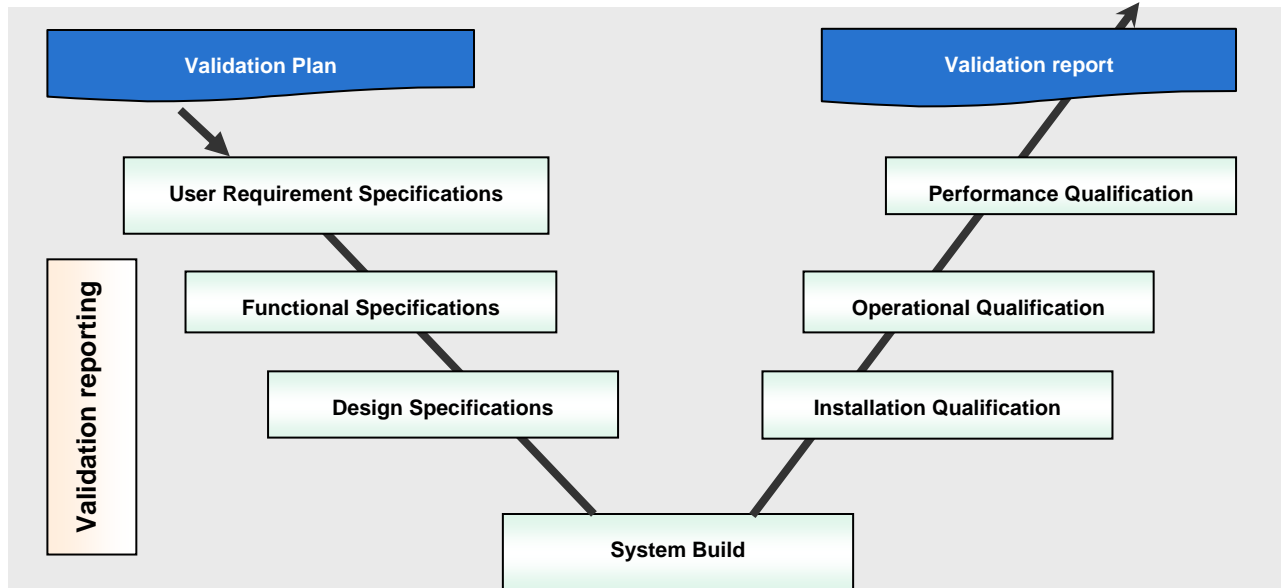 Validation Plan
Validation report
User Requirement Specifications
Performance Qualification
Validation reporting
Functional Specifications
Operational Qualification
Design Specifications
Installation Qualification
System Build